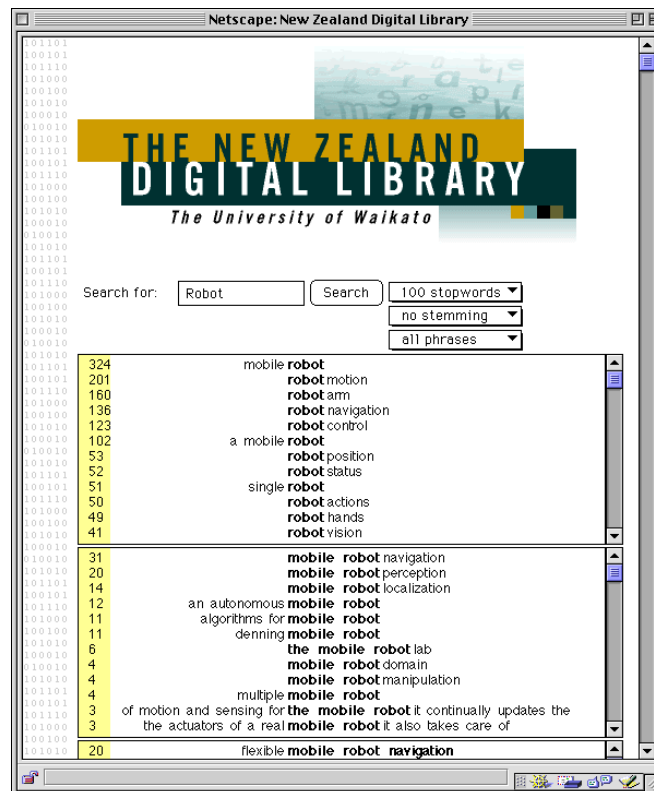 Netscape: New Zealand Digital Library
THE NEW ZEALAND
DIGITAL LIBRARY
The University of Waikato
Search for: Robot Search 100 stopwords
no stemming
all phrases
324 mobile robot
201 robot motion
160 robot arm
136 robot navigation
123 robot control
102 a mobile robot
53 robot position
52 robot status
51 single robot
50 robot actions
49 robot hands
41 robot vision
31 mobile robot navigation
20 mobile robot perception
14 mobile robot localization
12 an autonomous mobile robot
11 algorithms for mobile robot
11 denning mobile robot
6 the mobile robot lab
4 mobile robot domain
4 mobile robot manipulation
4 multiple mobile robot
3 of motion and sensing for the mobile robot it continually updates the
3 the actuators of a real mobile robot it also takes care of
20 flexible mobile robot navigation